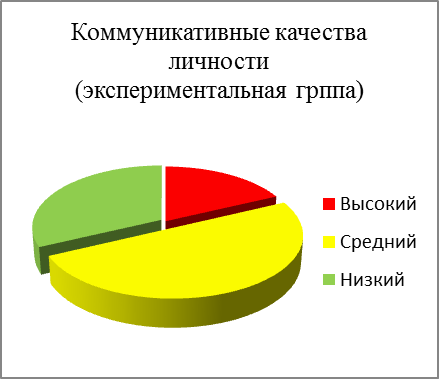 Коммуникативные качества
личности
(экспериментальная грппа)
Высокий
Средний
Низкий